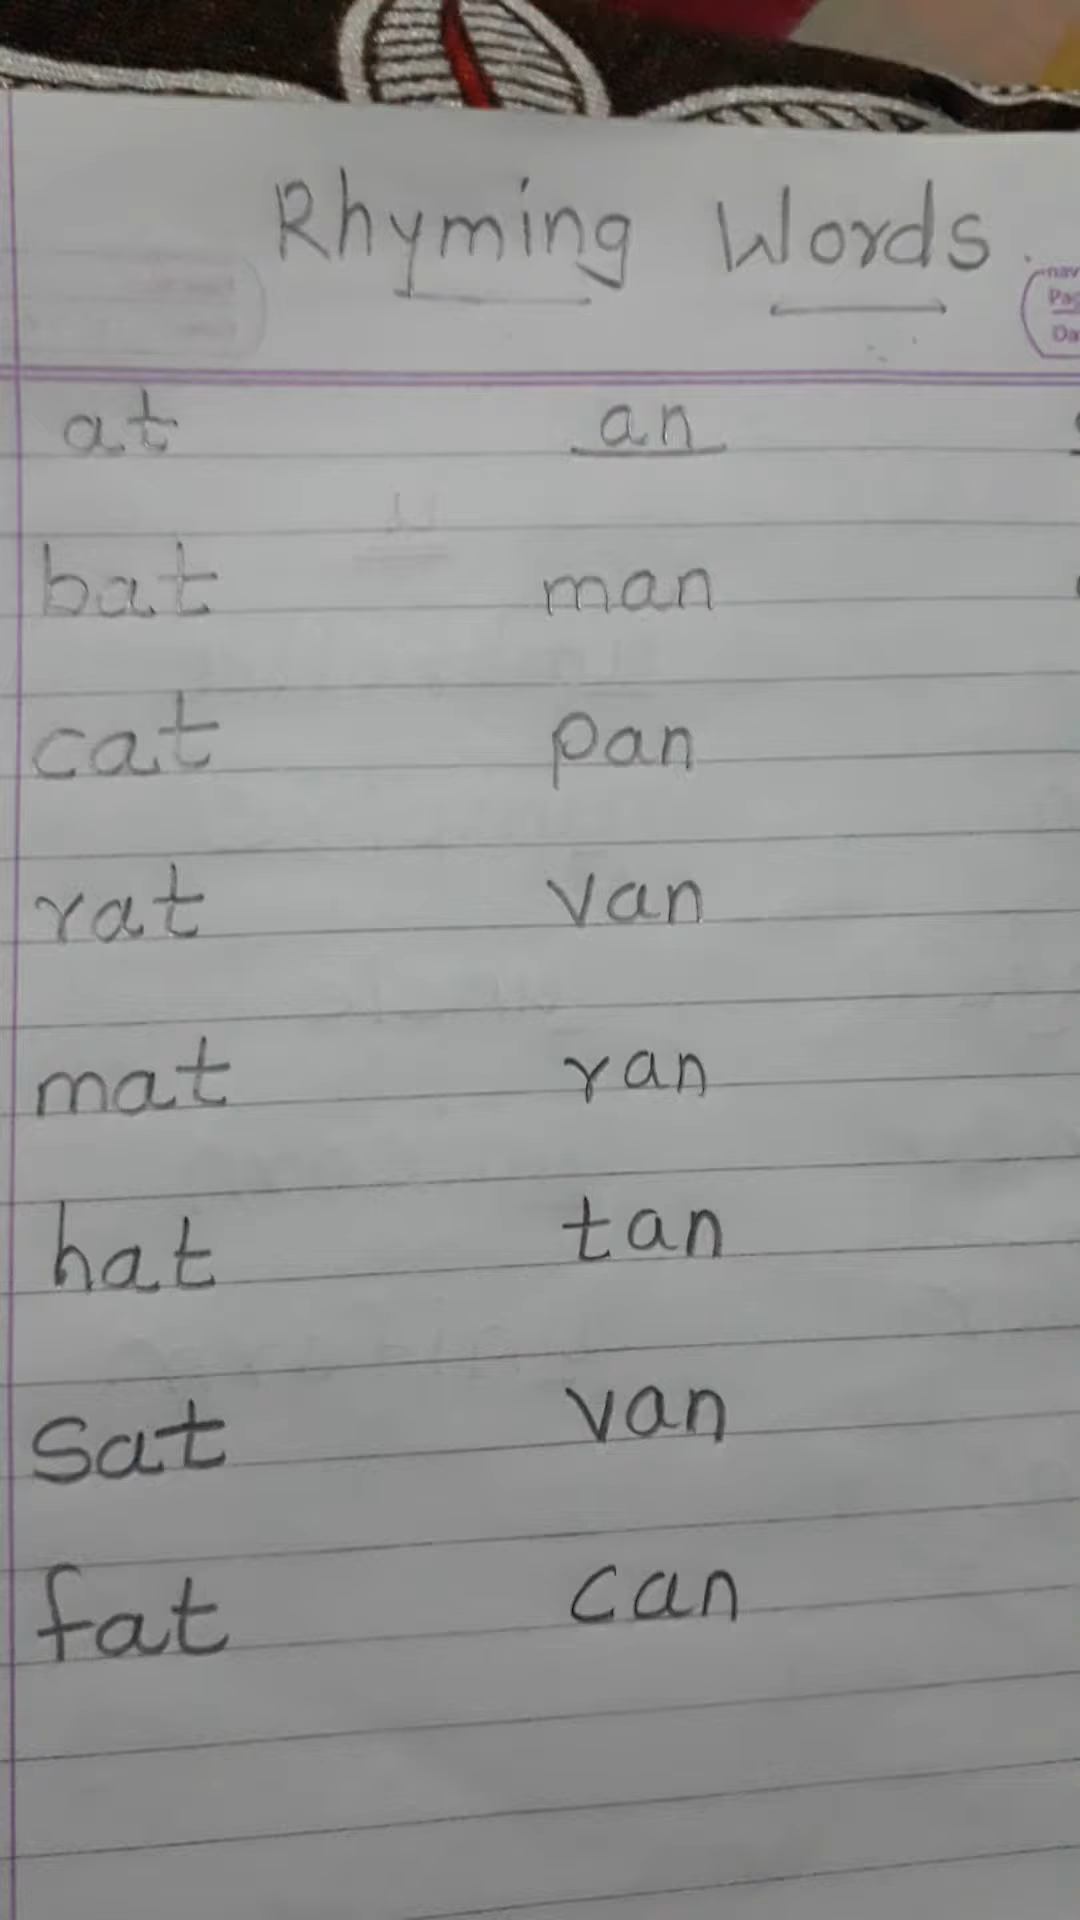 Rhyming Words
at an
bat man
cat pan
rat van
mat ran
hat tan
sat van
fat can